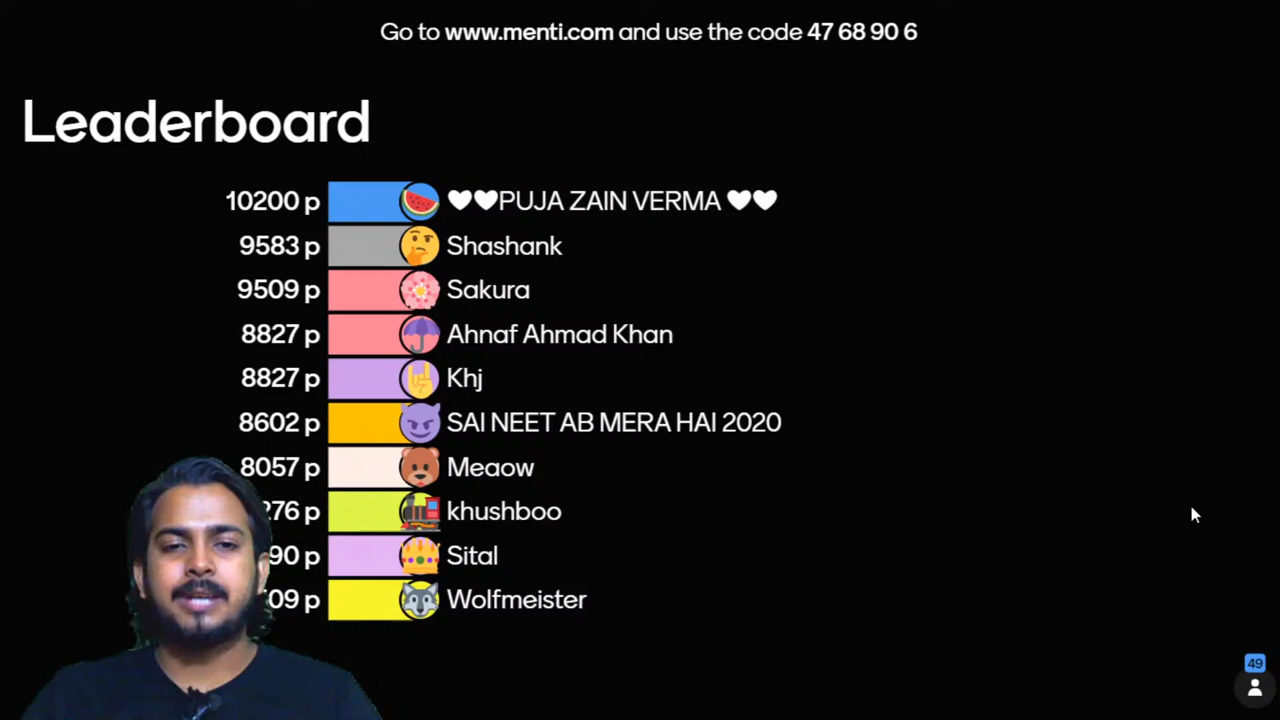 Go to www.menti.com and use the code 47 68 90 6
Leaderboard
10200 p ♥♥PUJA ZAIN VERMA ♥♥
9583 p Shashank
9509 p Sakura
8827 p Ahnaf Ahmad Khan
8827 p Khj
8602 p SAI NEET AB MERA HAI 2020
8057 p Meaow
p khushboo
p Sital
p Wolfmeister
49